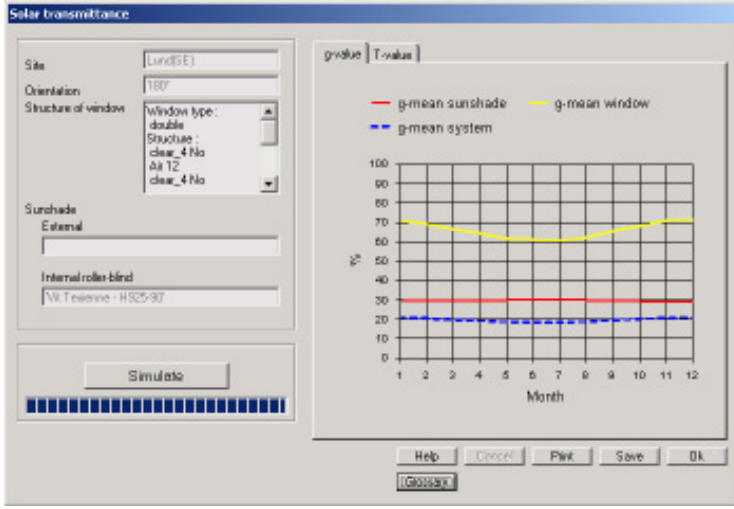 Solar transmittance
Site
Lund(SE)
Orientation
180°
Structure of window
Window type :
double
Structure :
clear_4 No
Air 12
clear_4 No
Sunshade
External
Internal roller-blind
Simulate
g-value
T-value
g-mean sunshade
g-mean window
g-mean system
100
90
80
70
60
50
40
30
20
10
0
%
1 2 3 4 5 6 7 8 9 10 11 12
Month
Help
Cancel
Print
Save
Ok
Glossary